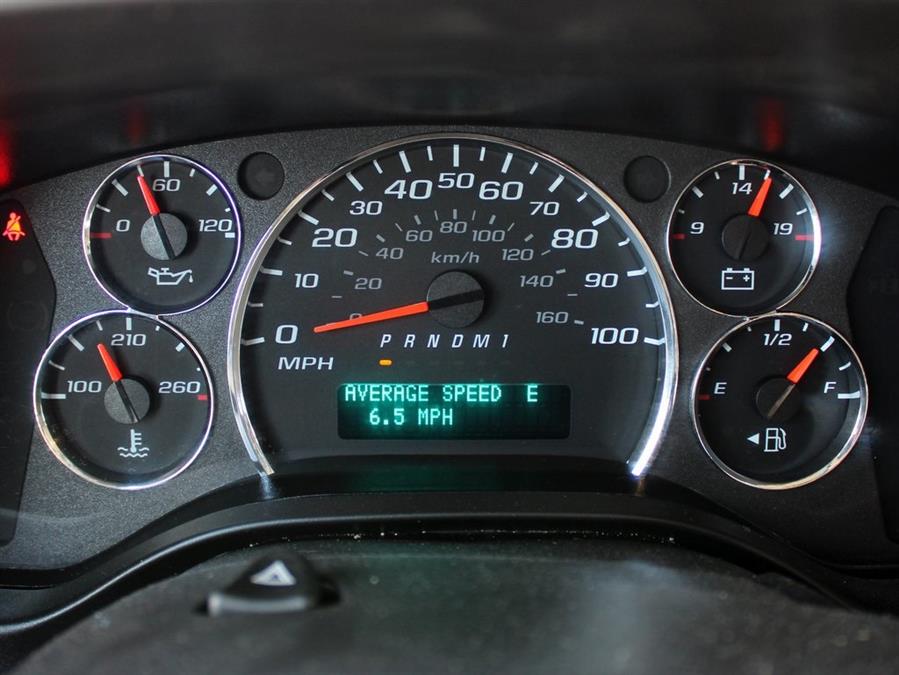 0 60 120
100 210 260
0 10 20 30 40 50 60 70 80 90 100
0 20 40 60 80 100 120 140 160
km/h
PRNDM1
MPH
AVERAGE SPEED E
6.5 MPH
9 14 19
E 1/2 F